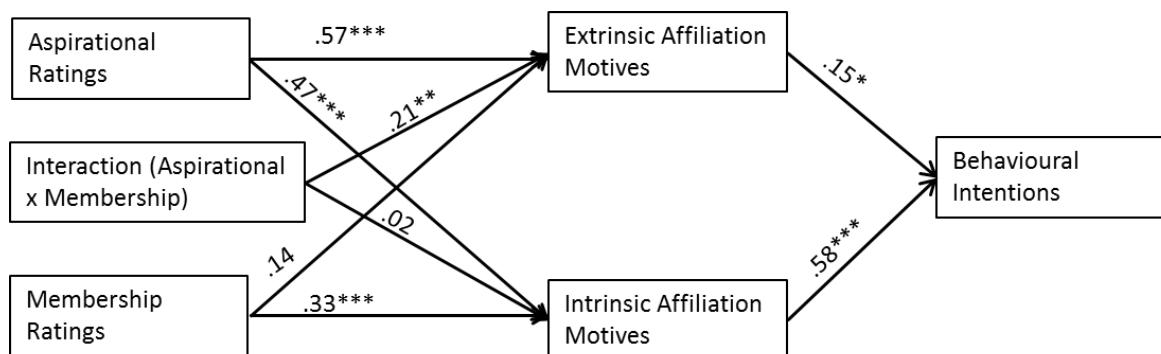 Aspirational
Ratings
.57***
Extrinsic Affiliation
Motives
.47***
.21**
.15*
Interaction (Aspirational
x Membership)
Behavioural
Intentions
.02
.14
.58***
Membership
Ratings
.33***
Intrinsic Affiliation
Motives